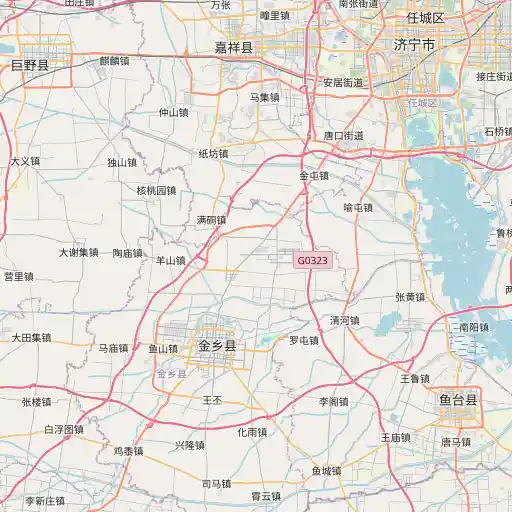 田庄镇
万张
疃里镇
南张街道
任城区
嘉祥县
济宁市
巨野县
麒麟镇
安居街道
接庄街道
马集镇
任城区
仲山镇
唐口街道
石桥镇
大义镇
独山镇
纸坊镇
金屯镇
核桃园镇
喻屯镇
满硐镇
鲁桥
大谢集镇
陶庙镇
羊山镇
G0323
营里镇
张黄镇
清河镇
南阳镇
大田集镇
马庙镇
鱼山镇
金乡县
罗屯镇
金乡县
王鲁镇
张楼镇
王丕
李阁镇
鱼台县
白浮图镇
化雨镇
王庙镇
唐马镇
鸡黍镇
兴隆镇
鱼城镇
司马镇
李新庄镇
胥云镇